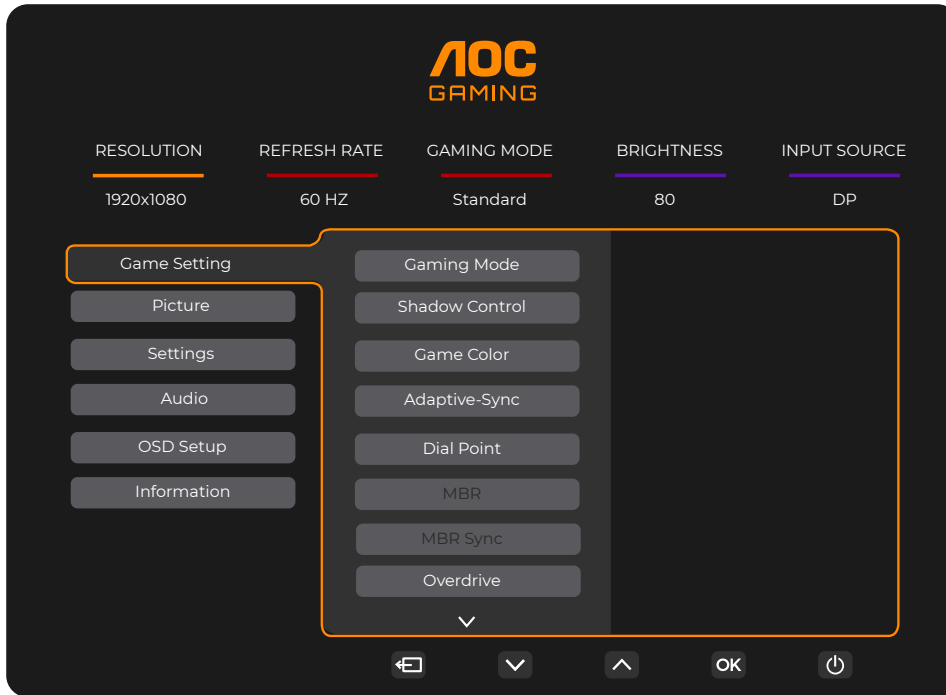 AOC
GAMING
RESOLUTION REFRESH RATE GAMING MODE BRIGHTNESS INPUT SOURCE
1920x1080 60 HZ Standard 80 DP
Game Setting
Picture
Settings
Audio
OSD Setup
Information
Gaming Mode
Shadow Control
Game Color
Adaptive-Sync
Dial Point
MBR
MBR Sync
Overdrive
OK